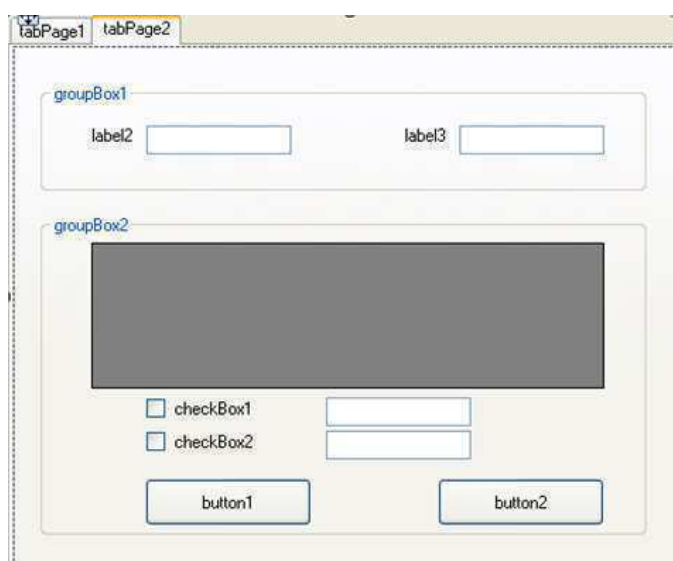 tabPage1 tabPage2
groupBox1
label2 label3
groupBox2
checkBox1
checkBox2
button1 button2